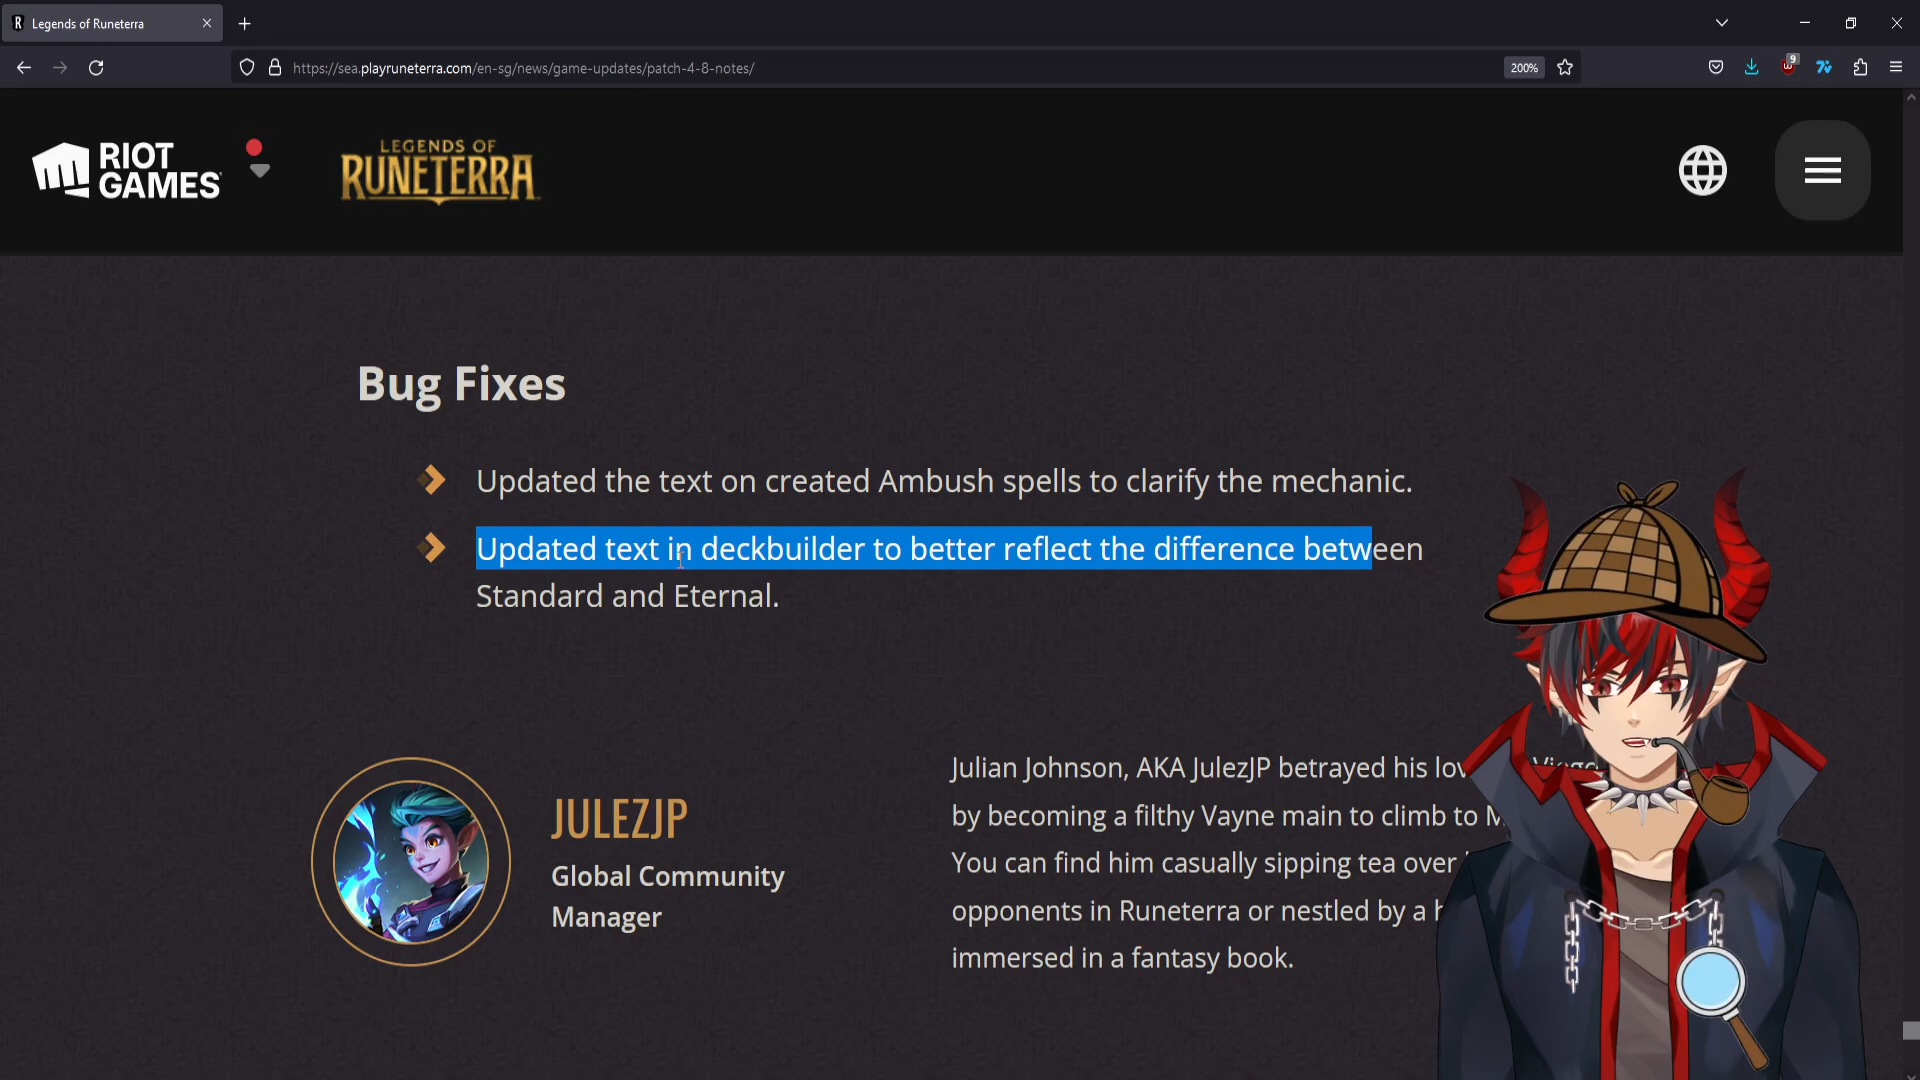 Legends of Runeterra
https://sea.playruneterra.com/en-sg/news/game-updates/patch-4-8-notes/
200%
9
RIOT
GAMES
LEGENDS OF
RUNETERRA
Bug Fixes
Updated the text on created Ambush spells to clarify the mechanic.
Updated text in deckbuilder to better reflect the difference between
Standard and Eternal.
JULEZJP
Global Community
Manager
Julian Johnson, AKA JulezJP betrayed his
by becoming a filthy Vayne main to climb to
You can find him casually sipping tea over
opponents in Runeterra or nestled by a
immersed in a fantasy book.